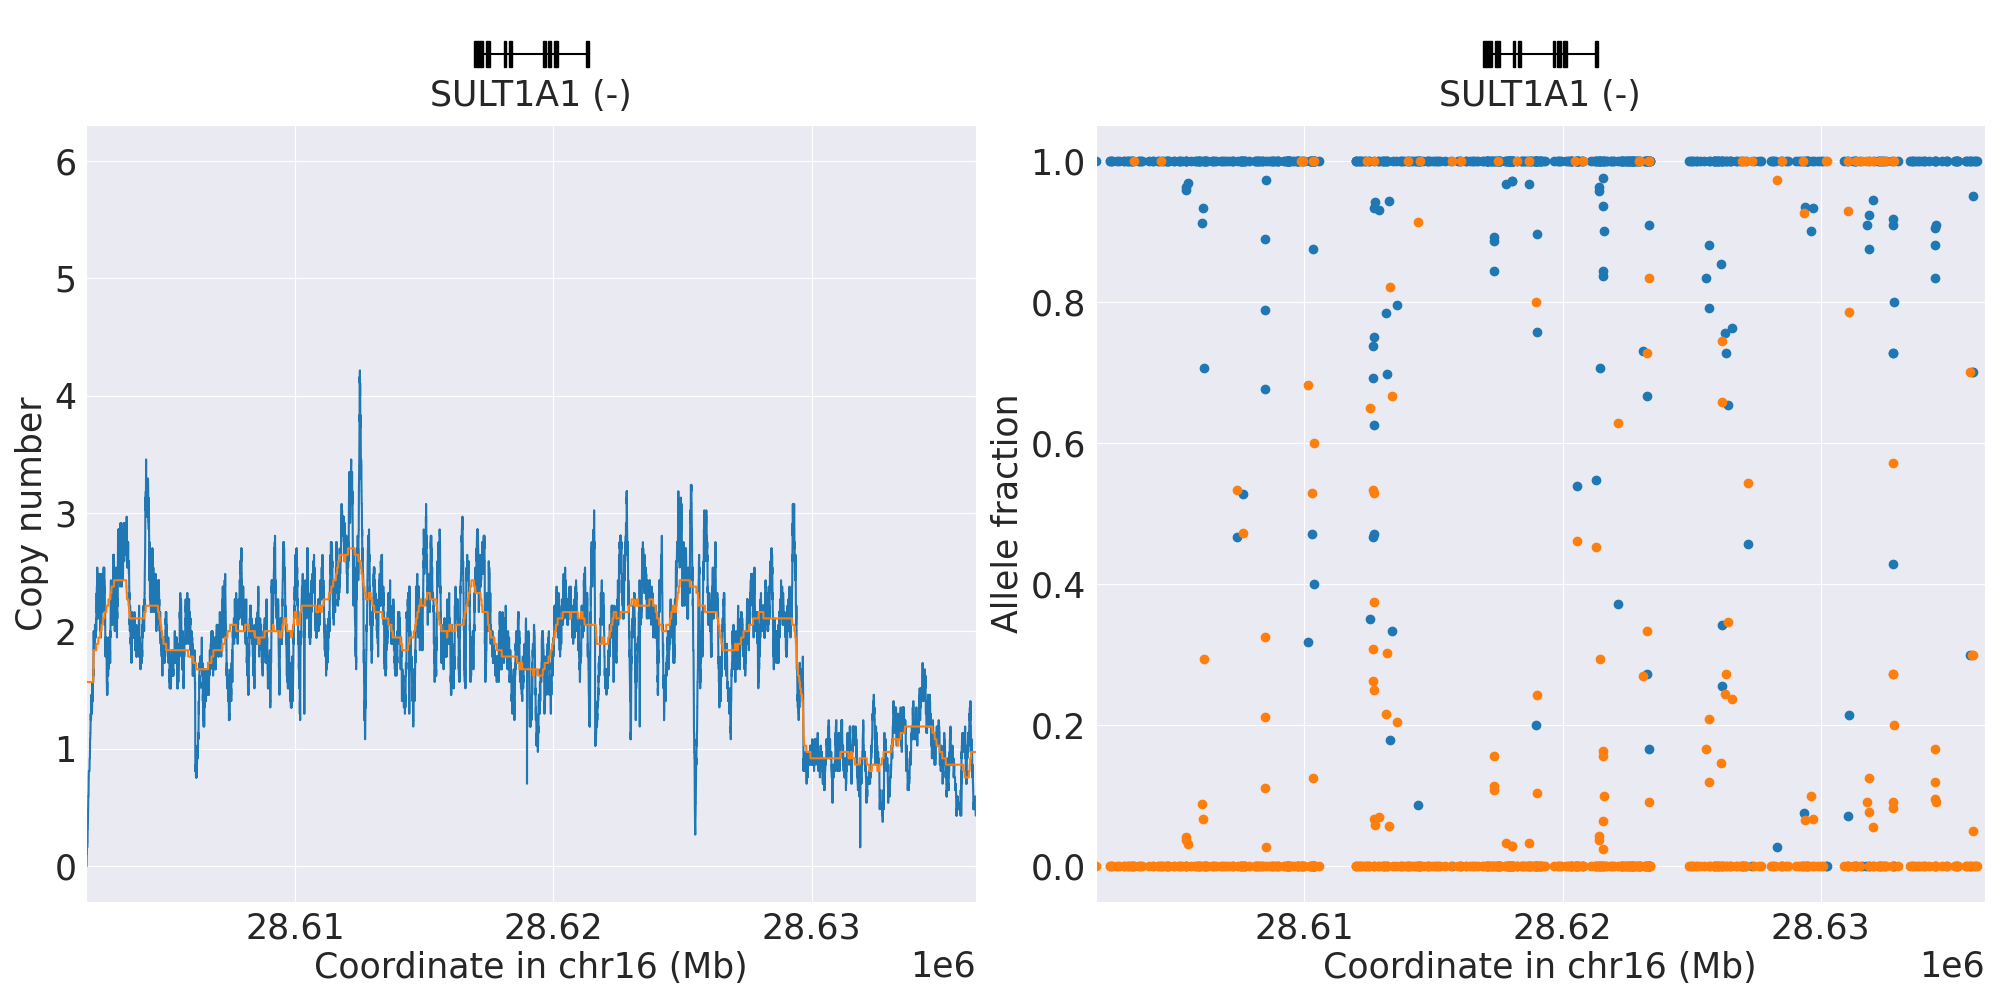 SULT1A1 (-)
Copy number
6
5
4
3
2
1
0
28.61
28.62
28.63
Coordinate in chr16 (Mb)
1e6
SULT1A1 (-)
Allele fraction
1.0
0.8
0.6
0.4
0.2
0.0
28.61
28.62
28.63
Coordinate in chr16 (Mb)
1e6